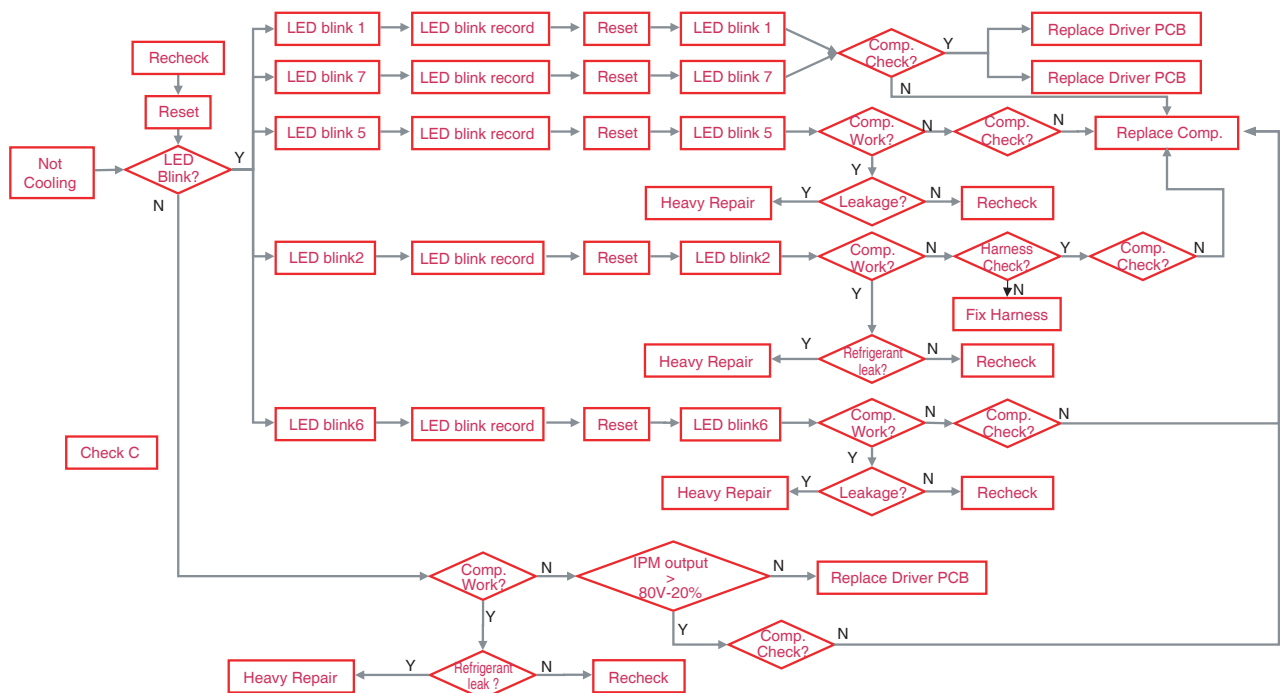 LED blink 1
LED blink record
Reset
LED blink 1
Comp.
Check?
Y
Replace Driver PCB
Recheck
LED blink 7
LED blink record
Reset
LED blink 7
Replace Driver PCB
N
Reset
LED blink 5
LED blink record
Reset
LED blink 5
Comp.
Work?
N
Comp.
Check?
N
Replace Comp.
Not
Cooling
LED
Blink?
Y
N
Y
Heavy Repair
Y
Leakage?
N
Recheck
LED blink2
LED blink record
Reset
LED blink2
Comp.
Work?
N
Harness
Check?
Y
Comp.
Check?
N
Y
N
Fix Harness
Heavy Repair
Y
Refrigerant
leak?
N
Recheck
LED blink6
LED blink record
Reset
LED blink6
Comp.
Work?
N
Comp.
Check?
N
Check C
Y
Heavy Repair
Y
Leakage?
N
Recheck
Comp.
Work?
N
IPM output
>
80V-20%
N
Replace Driver PCB
Y
Y
Comp.
Check?
N
Heavy Repair
Y
Refrigerant
leak ?
N
Recheck